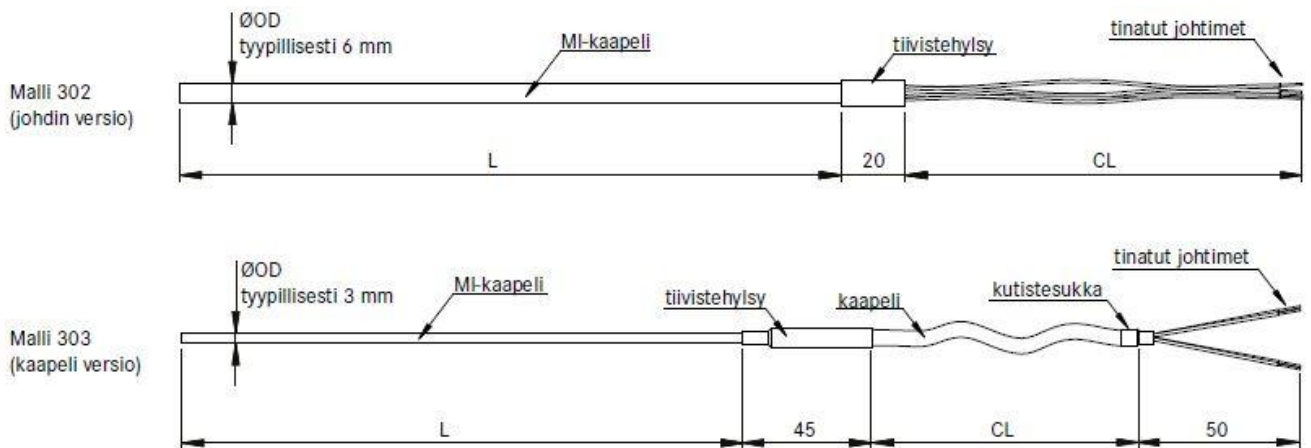 ØOD
tyypillisesti 6 mm
MI-kaapeli
tiivistehylsy
tinatut johtimet
Malli 302
(johdin versio)
L
20
CL
ØOD
tyypillisesti 3 mm
MI-kaapeli
tiivistehylsy
kaapeli
kutistesukka
tinatut johtimet
Malli 303
(kaapeli versio)
L
45
CL
50